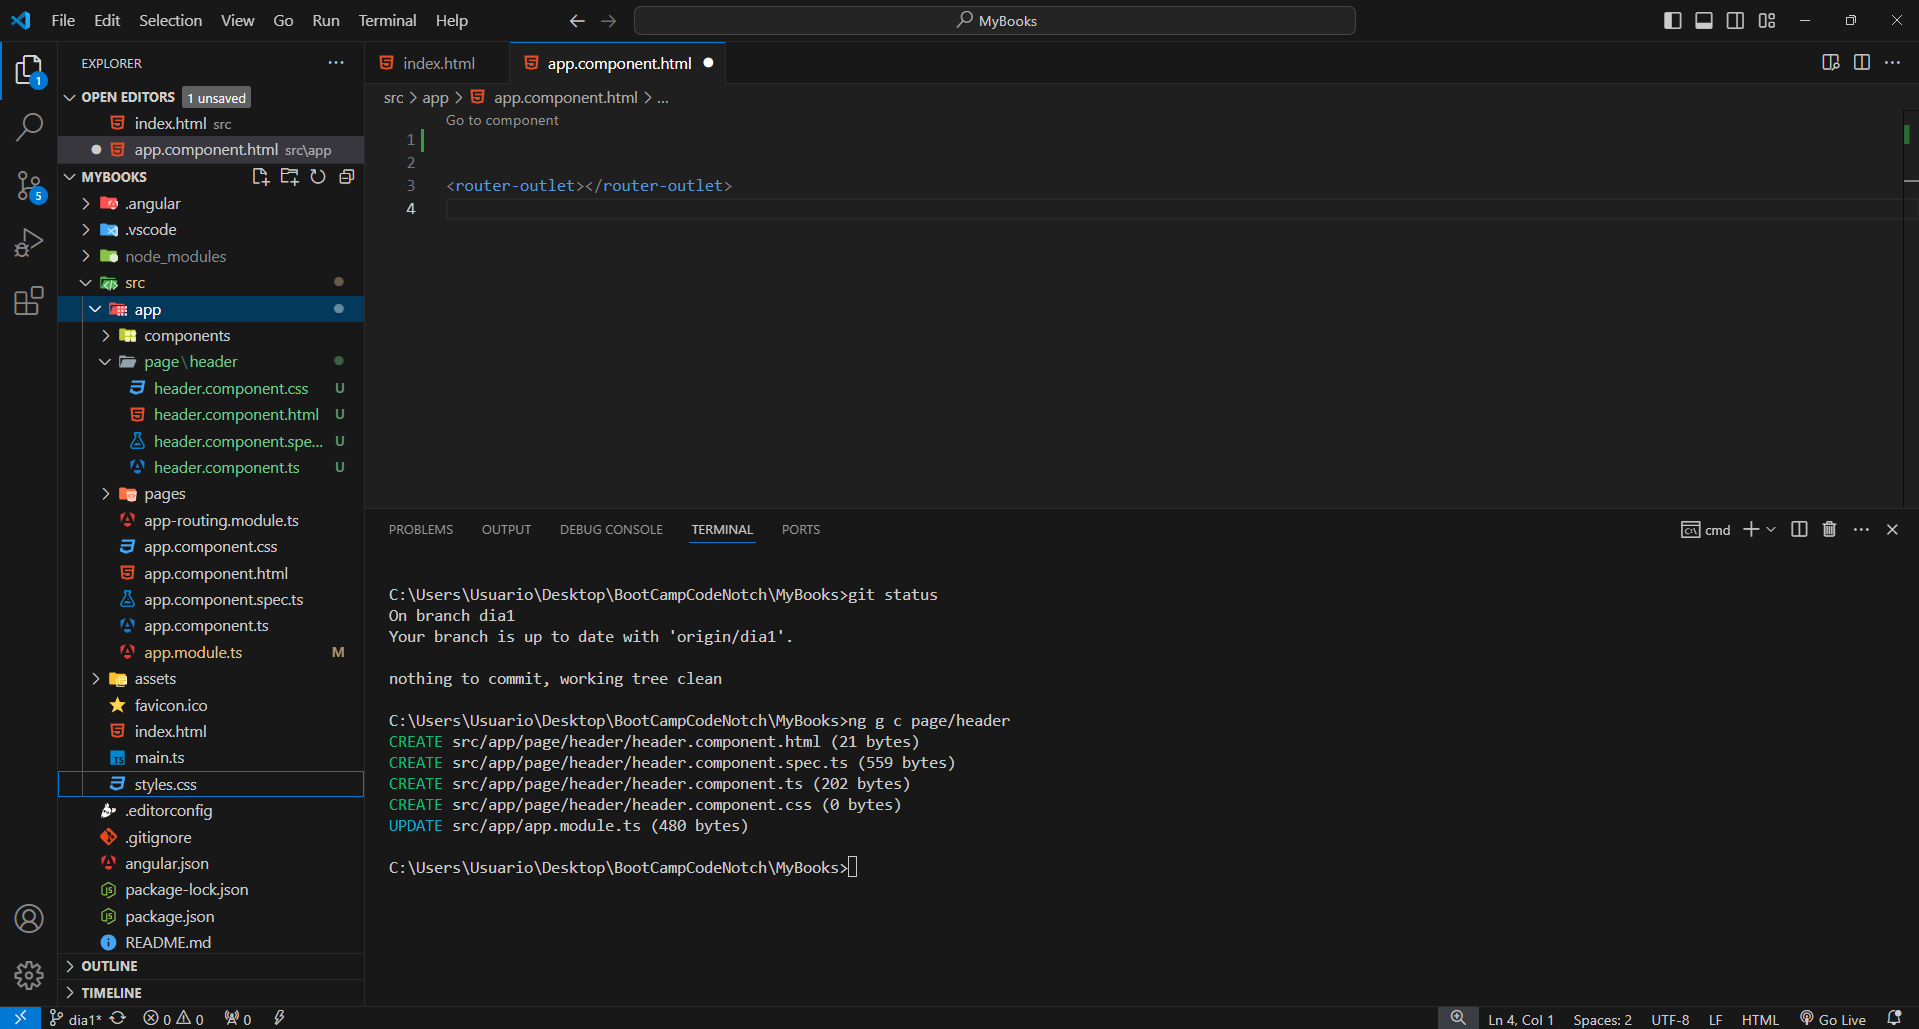 File Edit Selection View Go Run Terminal Help
MyBooks
EXPLORER
OPEN EDITORS 1 unsaved
index.html src
app.component.html src\app
MYBOOKS
.angular
.vscode
node_modules
src
app
components
page\header
header.component.css U
header.component.html U
header.component.spe... U
header.component.ts U
pages
app-routing.module.ts
app.component.css
app.component.html
app.component.spec.ts
app.component.ts
app.module.ts M
assets
favicon.ico
index.html
main.ts
styles.css
.editorconfig
.gitignore
angular.json
package-lock.json
package.json
README.md
OUTLINE
TIMELINE
1
5
index.html app.component.html
src > app > app.component.html > ...
Go to component
1
2
3 <router-outlet></router-outlet>
4
PROBLEMS OUTPUT DEBUG CONSOLE TERMINAL PORTS
cmd
C:\Users\Usuario\Desktop\BootCampCodeNotch\MyBooks>git status
On branch dia1
Your branch is up to date with 'origin/dia1'.
nothing to commit, working tree clean
C:\Users\Usuario\Desktop\BootCampCodeNotch\MyBooks>ng g c page/header
CREATE src/app/page/header/header.component.html (21 bytes)
CREATE src/app/page/header/header.component.spec.ts (559 bytes)
CREATE src/app/page/header/header.component.ts (202 bytes)
CREATE src/app/page/header/header.component.css (0 bytes)
UPDATE src/app/app.module.ts (480 bytes)
C:\Users\Usuario\Desktop\BootCampCodeNotch\MyBooks>
dia1* 0 0 0 Ln 4, Col 1 Spaces: 2 UTF-8 LF HTML Go Live